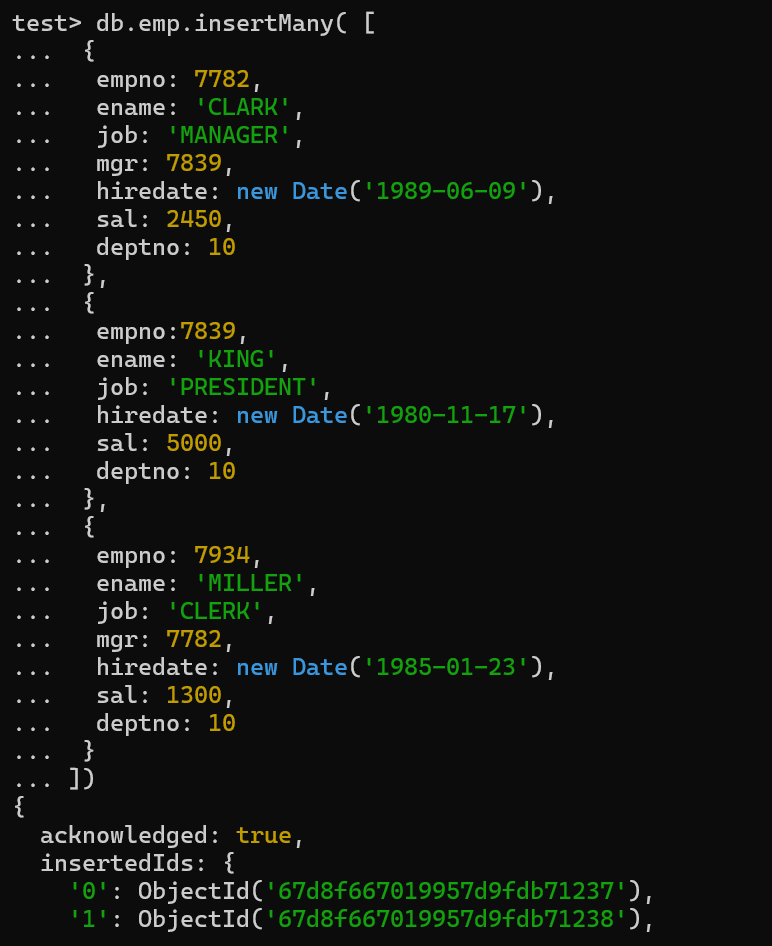 test> db.emp.insertMany( [
...  {
...   empno: 7782,
...   ename: 'CLARK',
...   job: 'MANAGER',
...   mgr: 7839,
...   hiredate: new Date('1989-06-09'),
...   sal: 2450,
...   deptno: 10
...  },
...  {
...   empno:7839,
...   ename: 'KING',
...   job: 'PRESIDENT',
...   hiredate: new Date('1980-11-17'),
...   sal: 5000,
...   deptno: 10
...  },
...  {
...   empno: 7934,
...   ename: 'MILLER',
...   job: 'CLERK',
...   mgr: 7782,
...   hiredate: new Date('1985-01-23'),
...   sal: 1300,
...   deptno: 10
...  }
... ])
{
  acknowledged: true,
  insertedIds: {
    '0': ObjectId('67d8f667019957d9fdb71237'),
    '1': ObjectId('67d8f667019957d9fdb71238'),